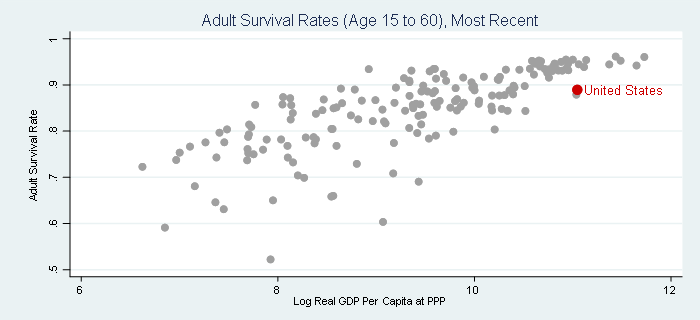 Adult Survival Rates (Age 15 to 60), Most Recent
1
.9
.8
.7
.6
.5
Adult Survival Rate
United States
6
8
10
12
Log Real GDP Per Capita at PPP